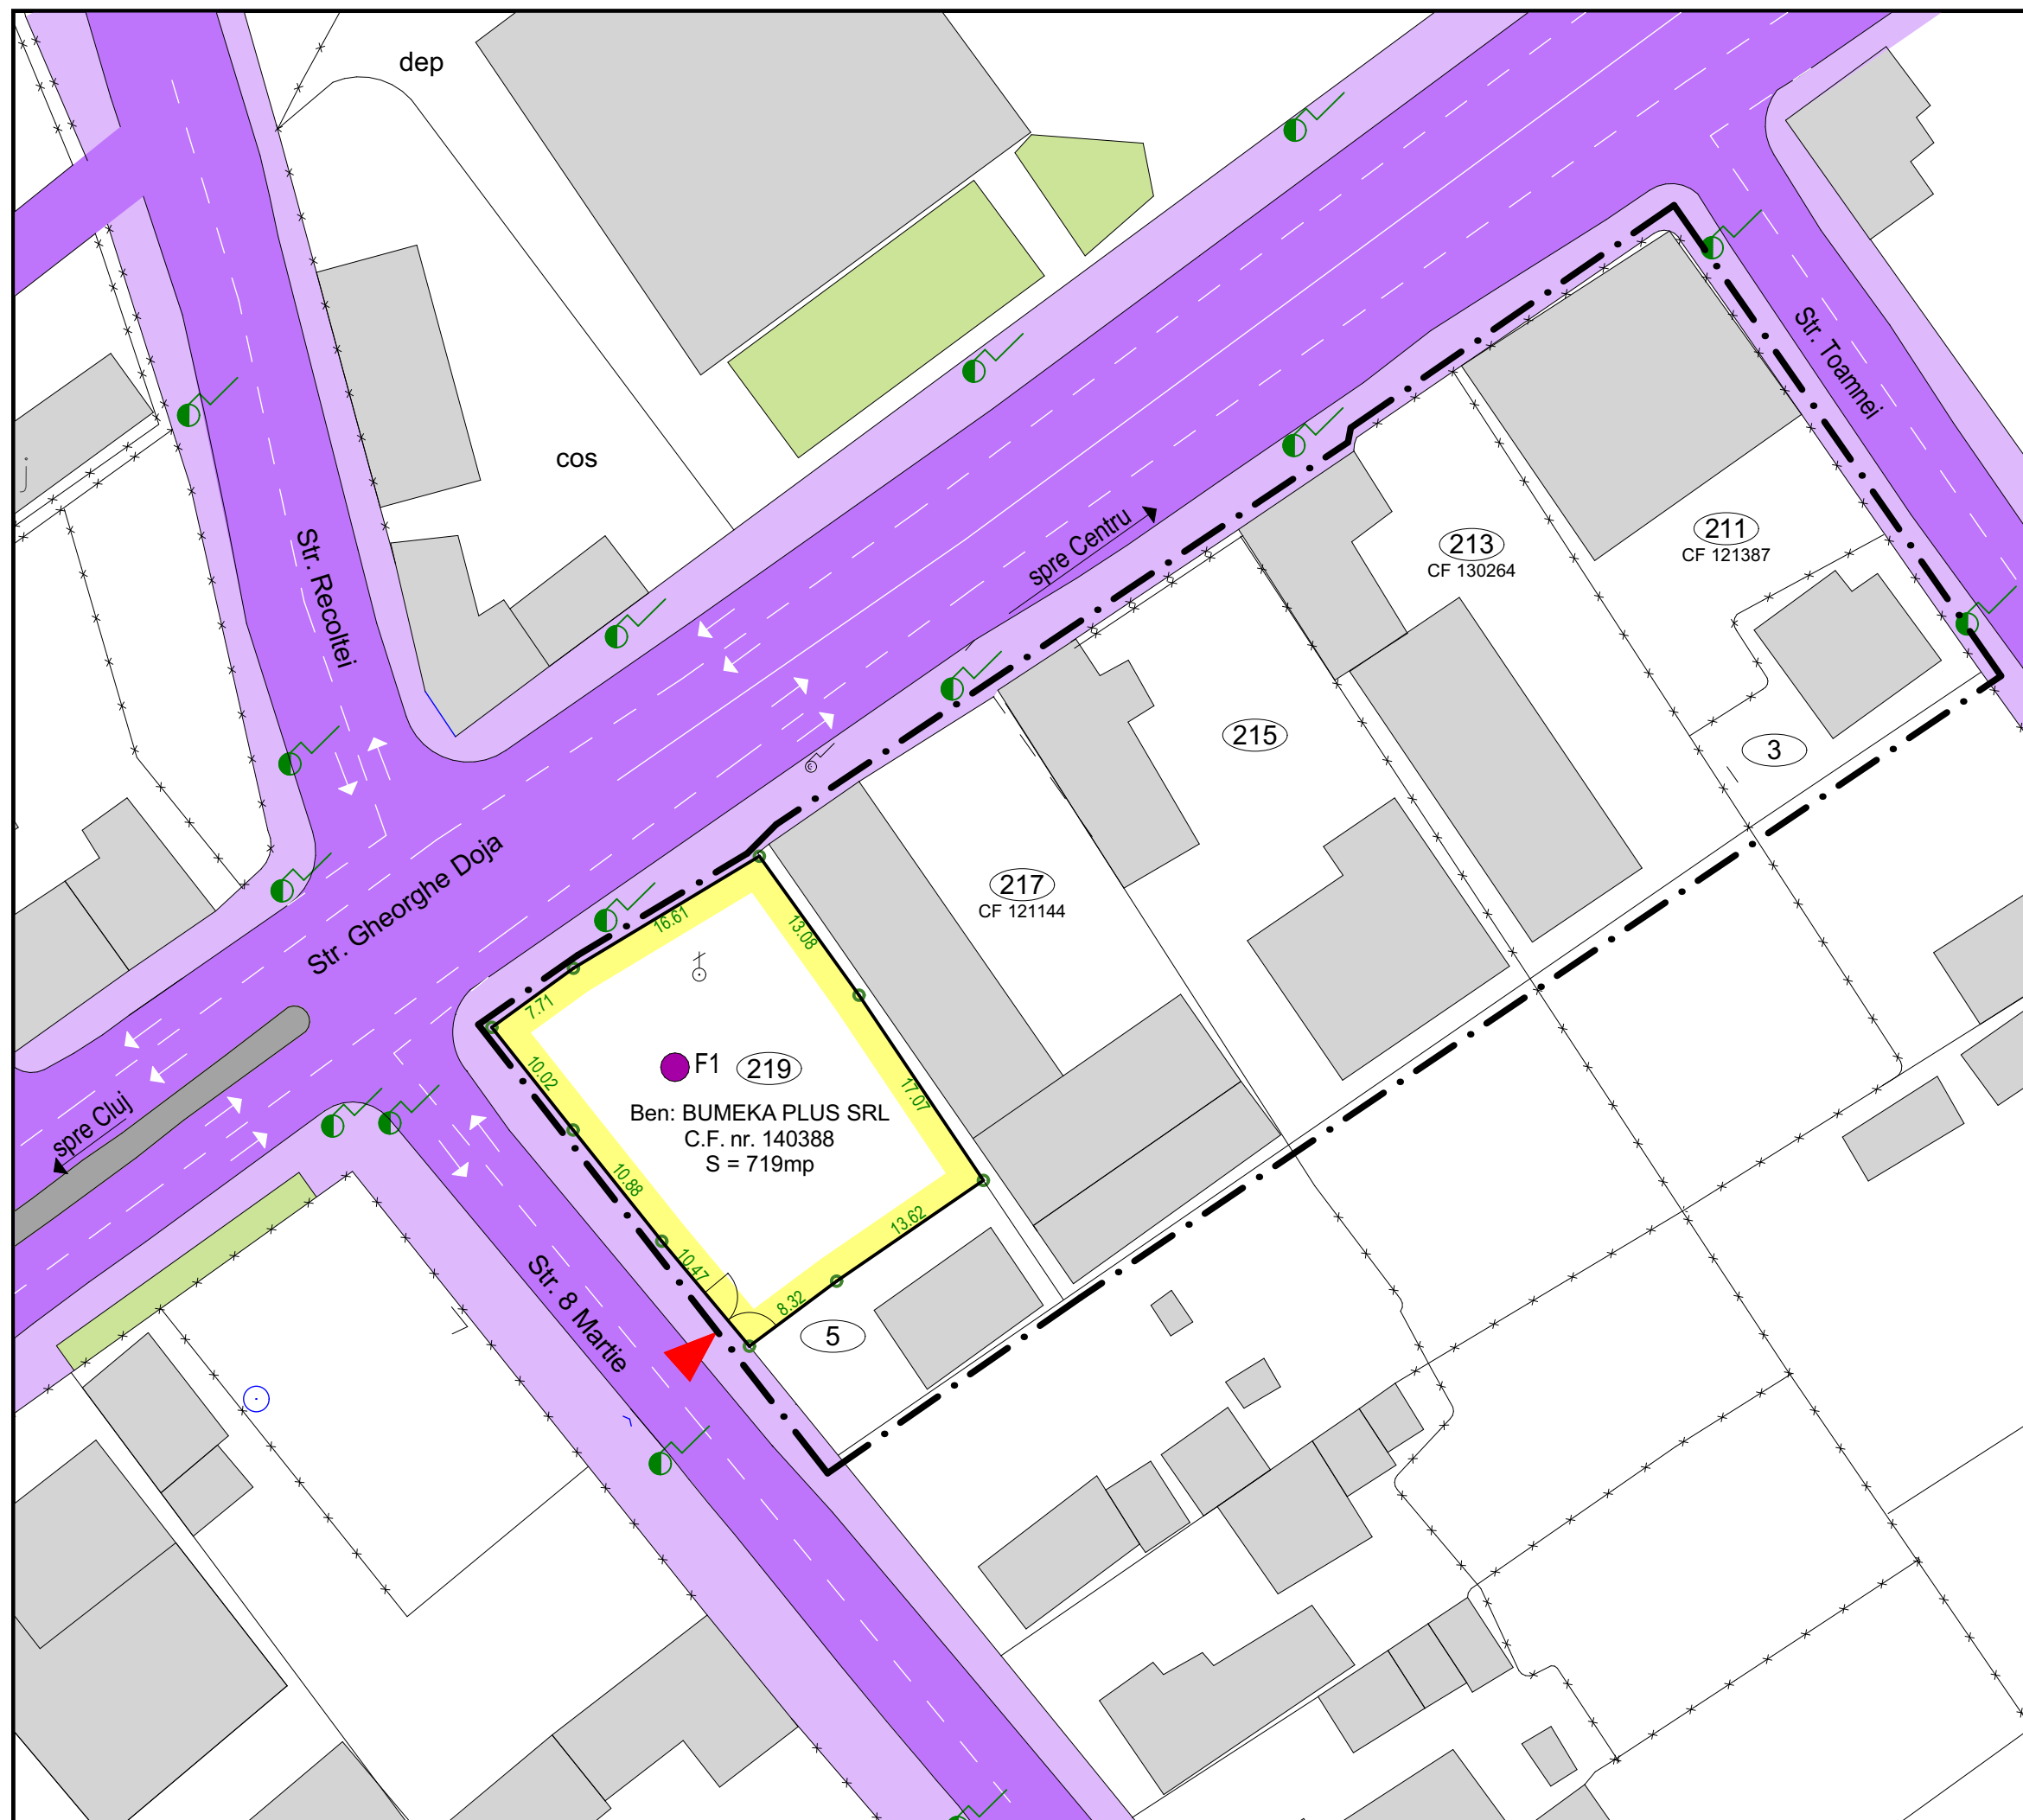 dep
cos
Str. Recoltei
Str. Toamnei
spre Centru
213
CF 130264
211
CF 121387
215
3
Str. Gheorghe Doja
217
CF 121144
16.61
13.08
7.71
10.02
F1
219
17.07
Ben: BUMEKA PLUS SRL
C.F. nr. 140388
S = 719mp
spre Cluj
10.88
13.62
10.47
8.32
5
Str. 8 Martie